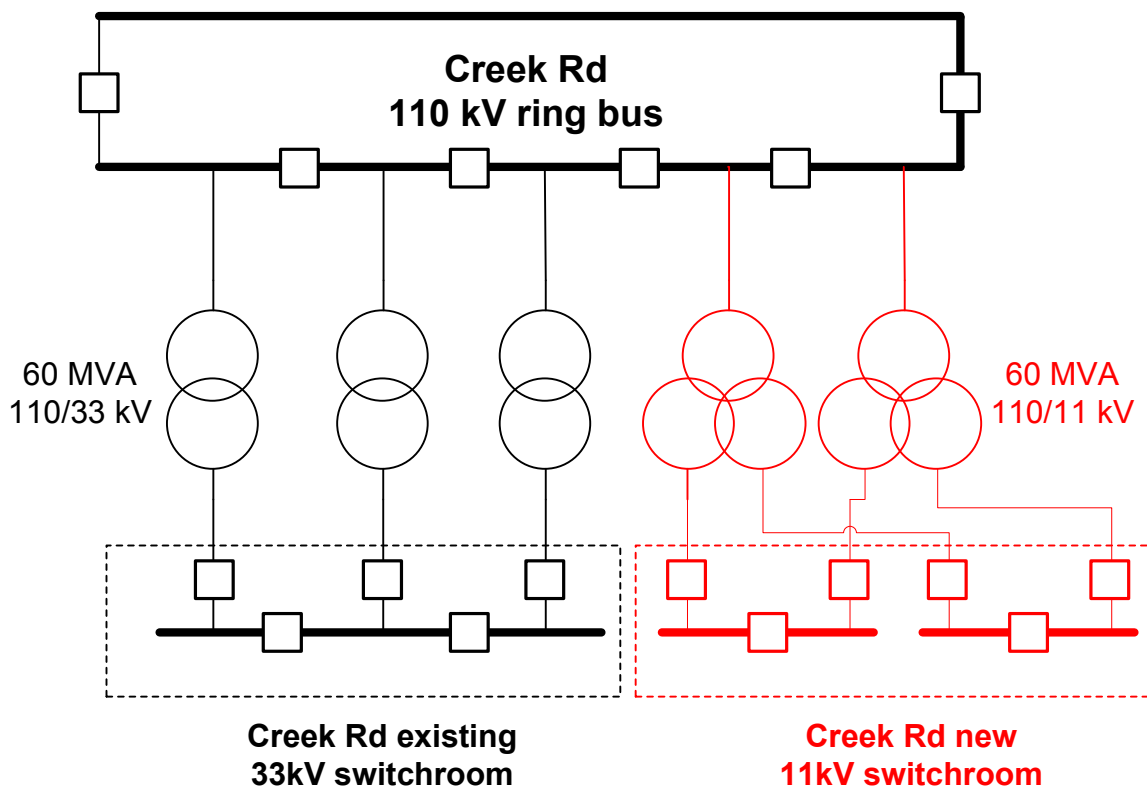 Creek Rd
110 kV ring bus
60 MVA
110/33 kV
60 MVA
110/11 kV
Creek Rd existing
33kV switchroom
Creek Rd new
11kV switchroom